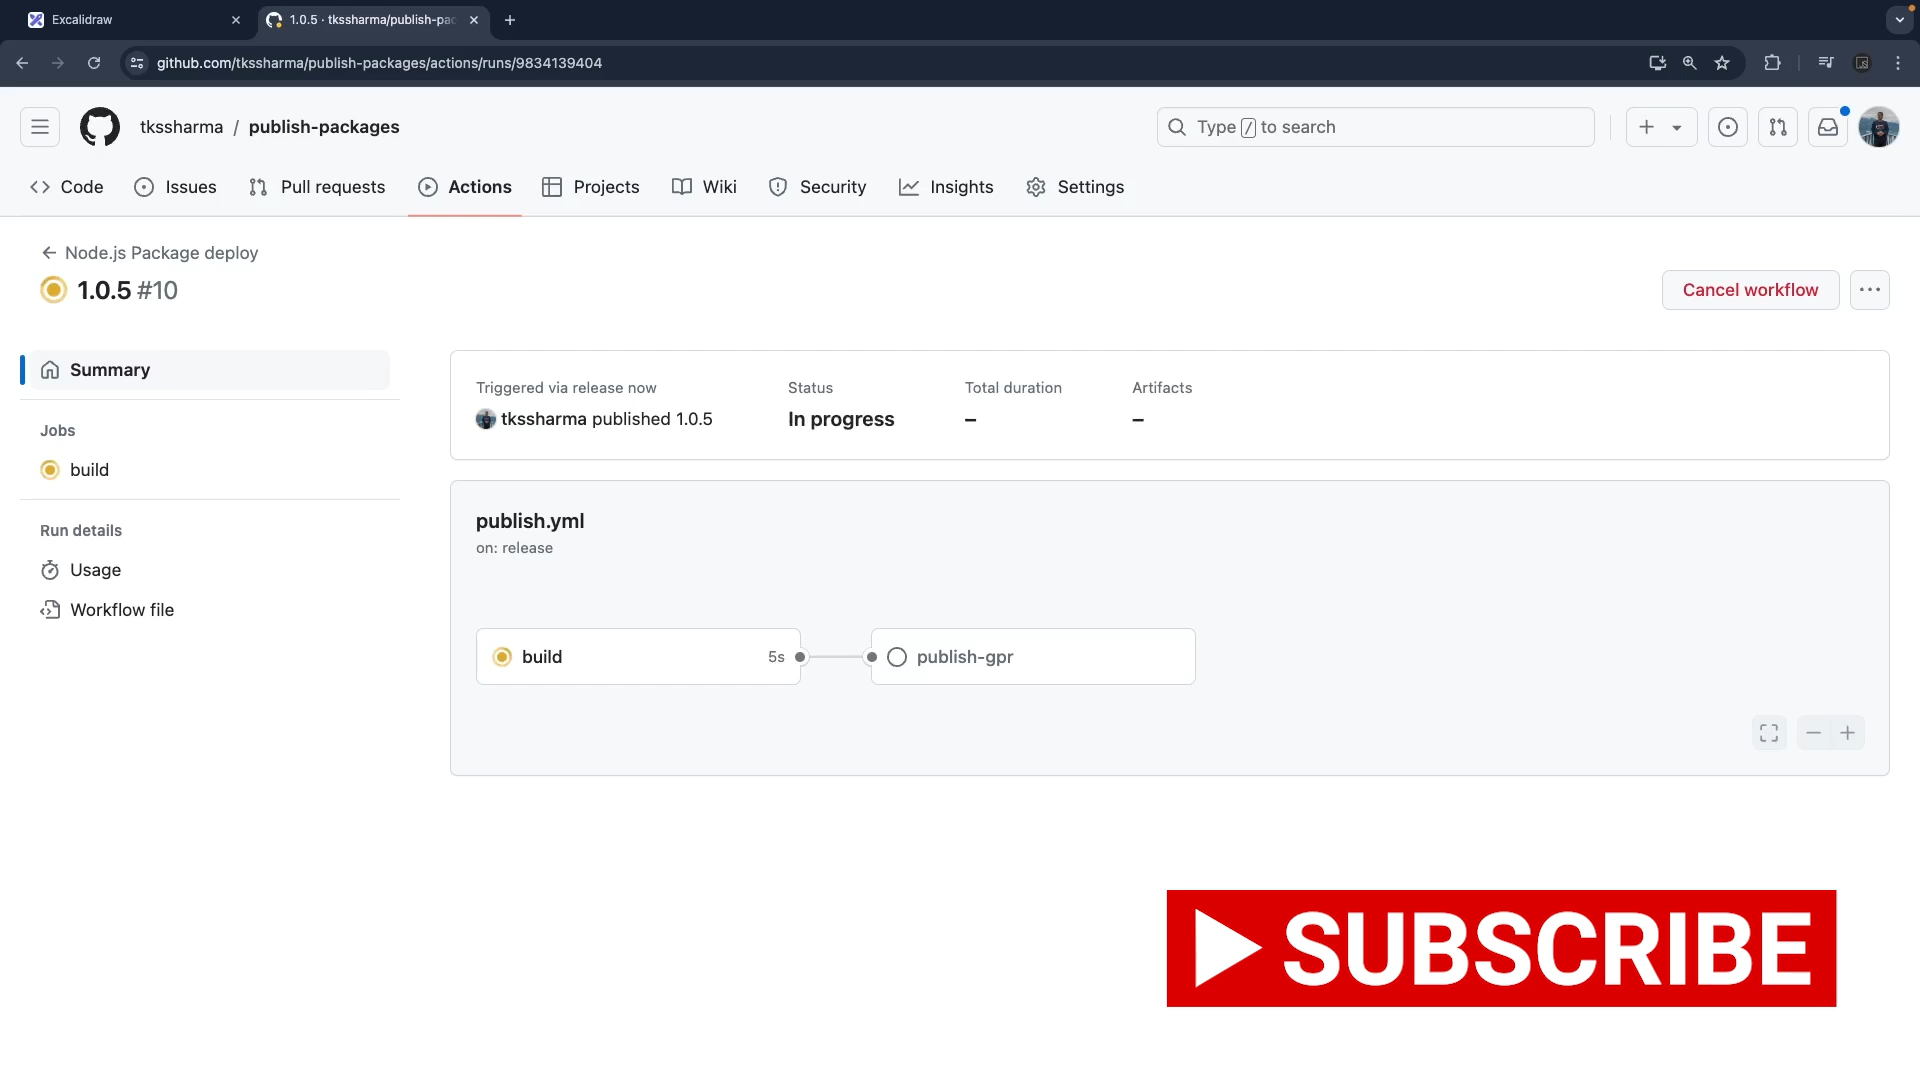 Excalidraw
1.0.5 · tkssharma/publish-pac
github.com/tkssharma/publish-packages/actions/runs/9834139404
tkssharma / publish-packages
Type / to search
Code
Issues
Pull requests
Actions
Projects
Wiki
Security
Insights
Settings
Node.js Package deploy
1.0.5 #10
Cancel workflow
Summary
Jobs
build
Run details
Usage
Workflow file
Triggered via release now
tkssharma published 1.0.5
Status
In progress
Total duration
–
Artifacts
–
publish.yml
on: release
build 5s
publish-gpr
SUBSCRIBE